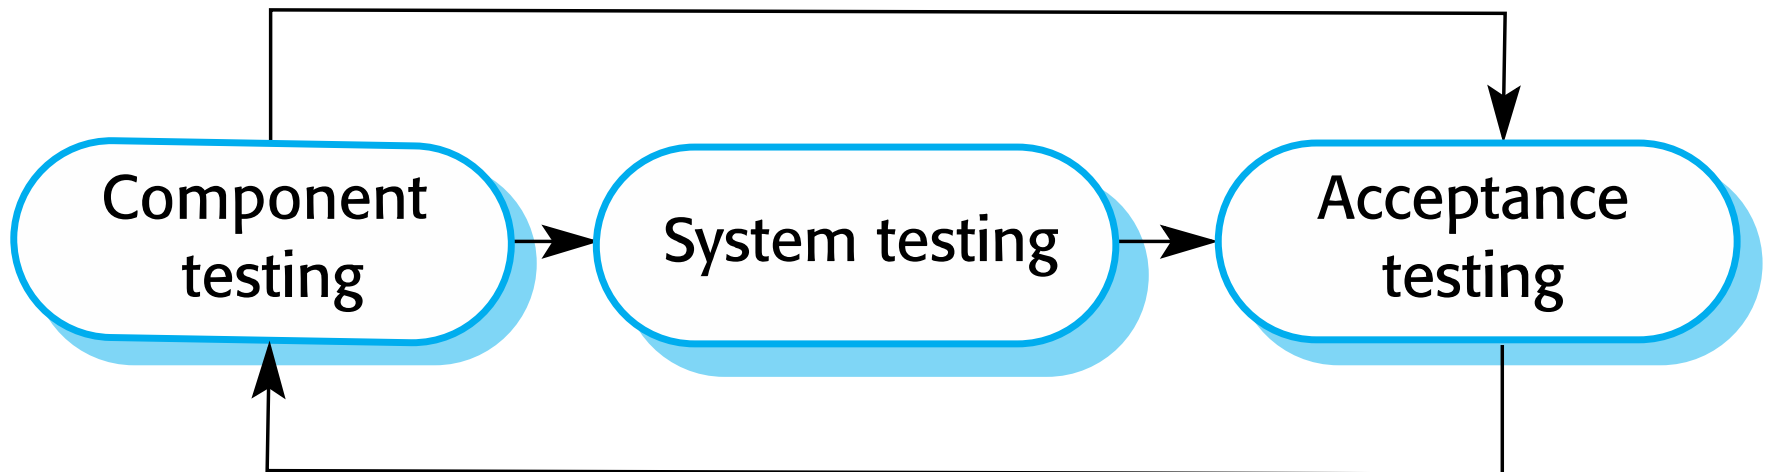 Component
testing
System testing
Acceptance
testing